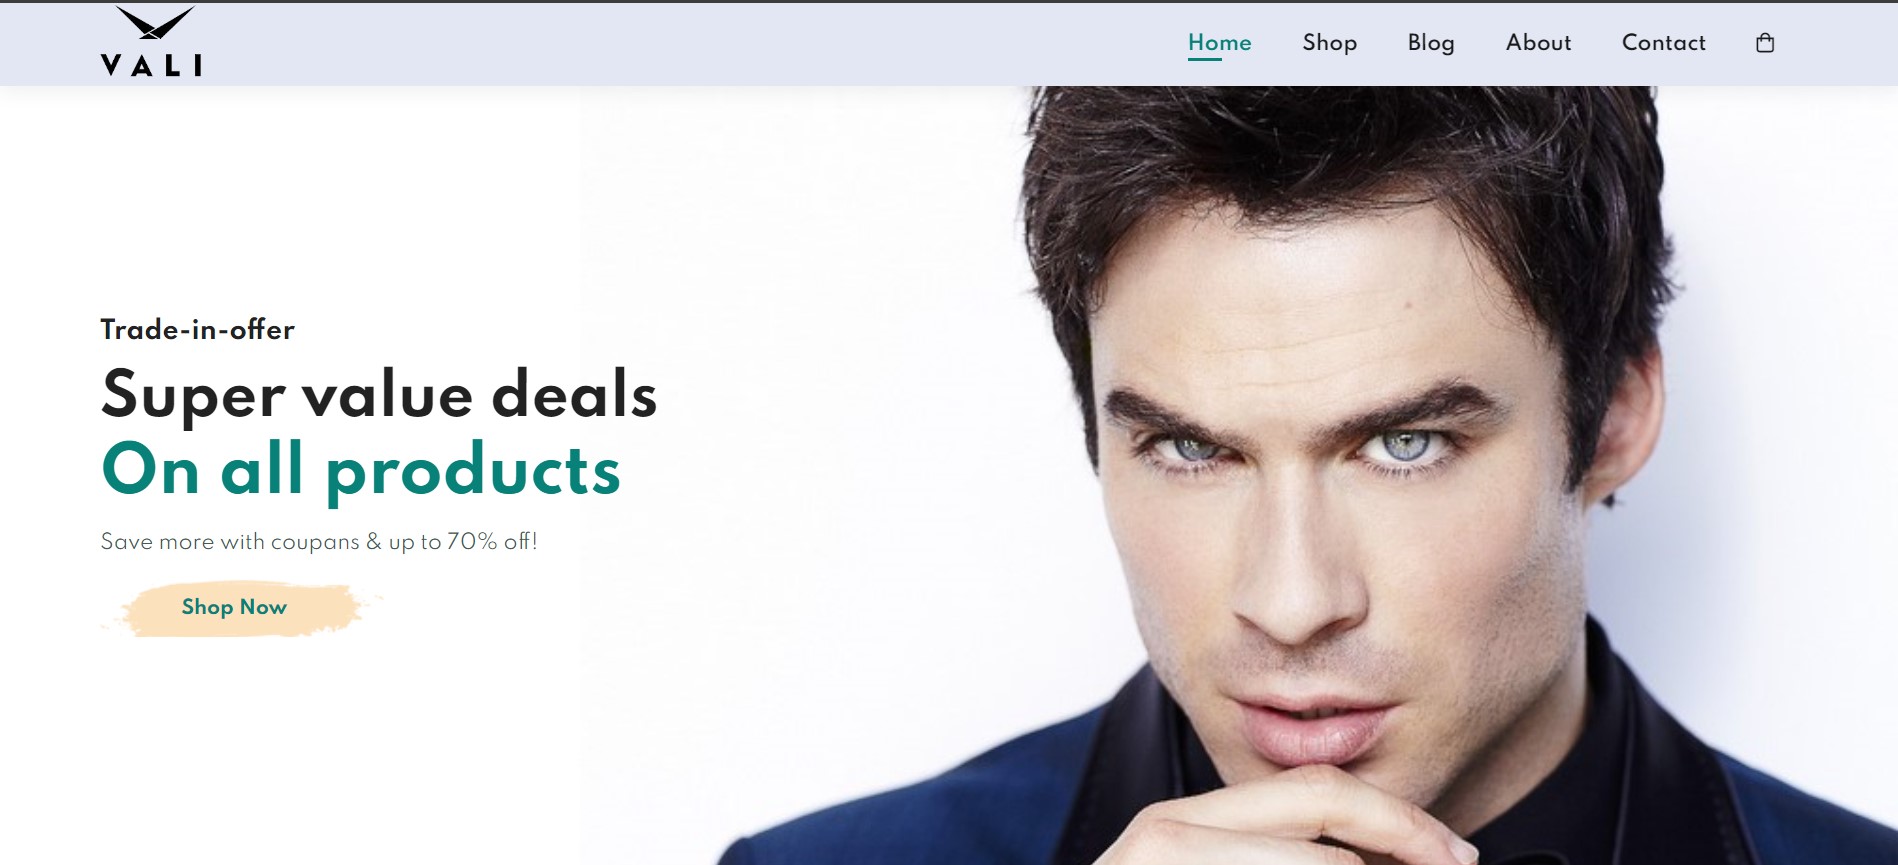 VALI
Home Shop Blog About Contact
Trade-in-offer
Super value deals
On all products
Save more with coupans & up to 70% off!
Shop Now